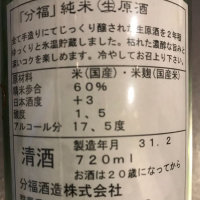 「分福」純米生原酒
全て手造りにてじっくり醸された生原酒を2年程
ゆっくりと氷温貯蔵しました。枯れた濃醇な旨みと
深いコクを楽しめます。冷やしてお召し上り下さい。
原材料 米（国産）・米麹（国産米）
精米歩合 60％
日本酒度 ＋3
酸度 1、5
アルコール分 17、5度
製造年月 31.2
清酒 720ml
お酒は20歳になってから
分福酒造株式会社